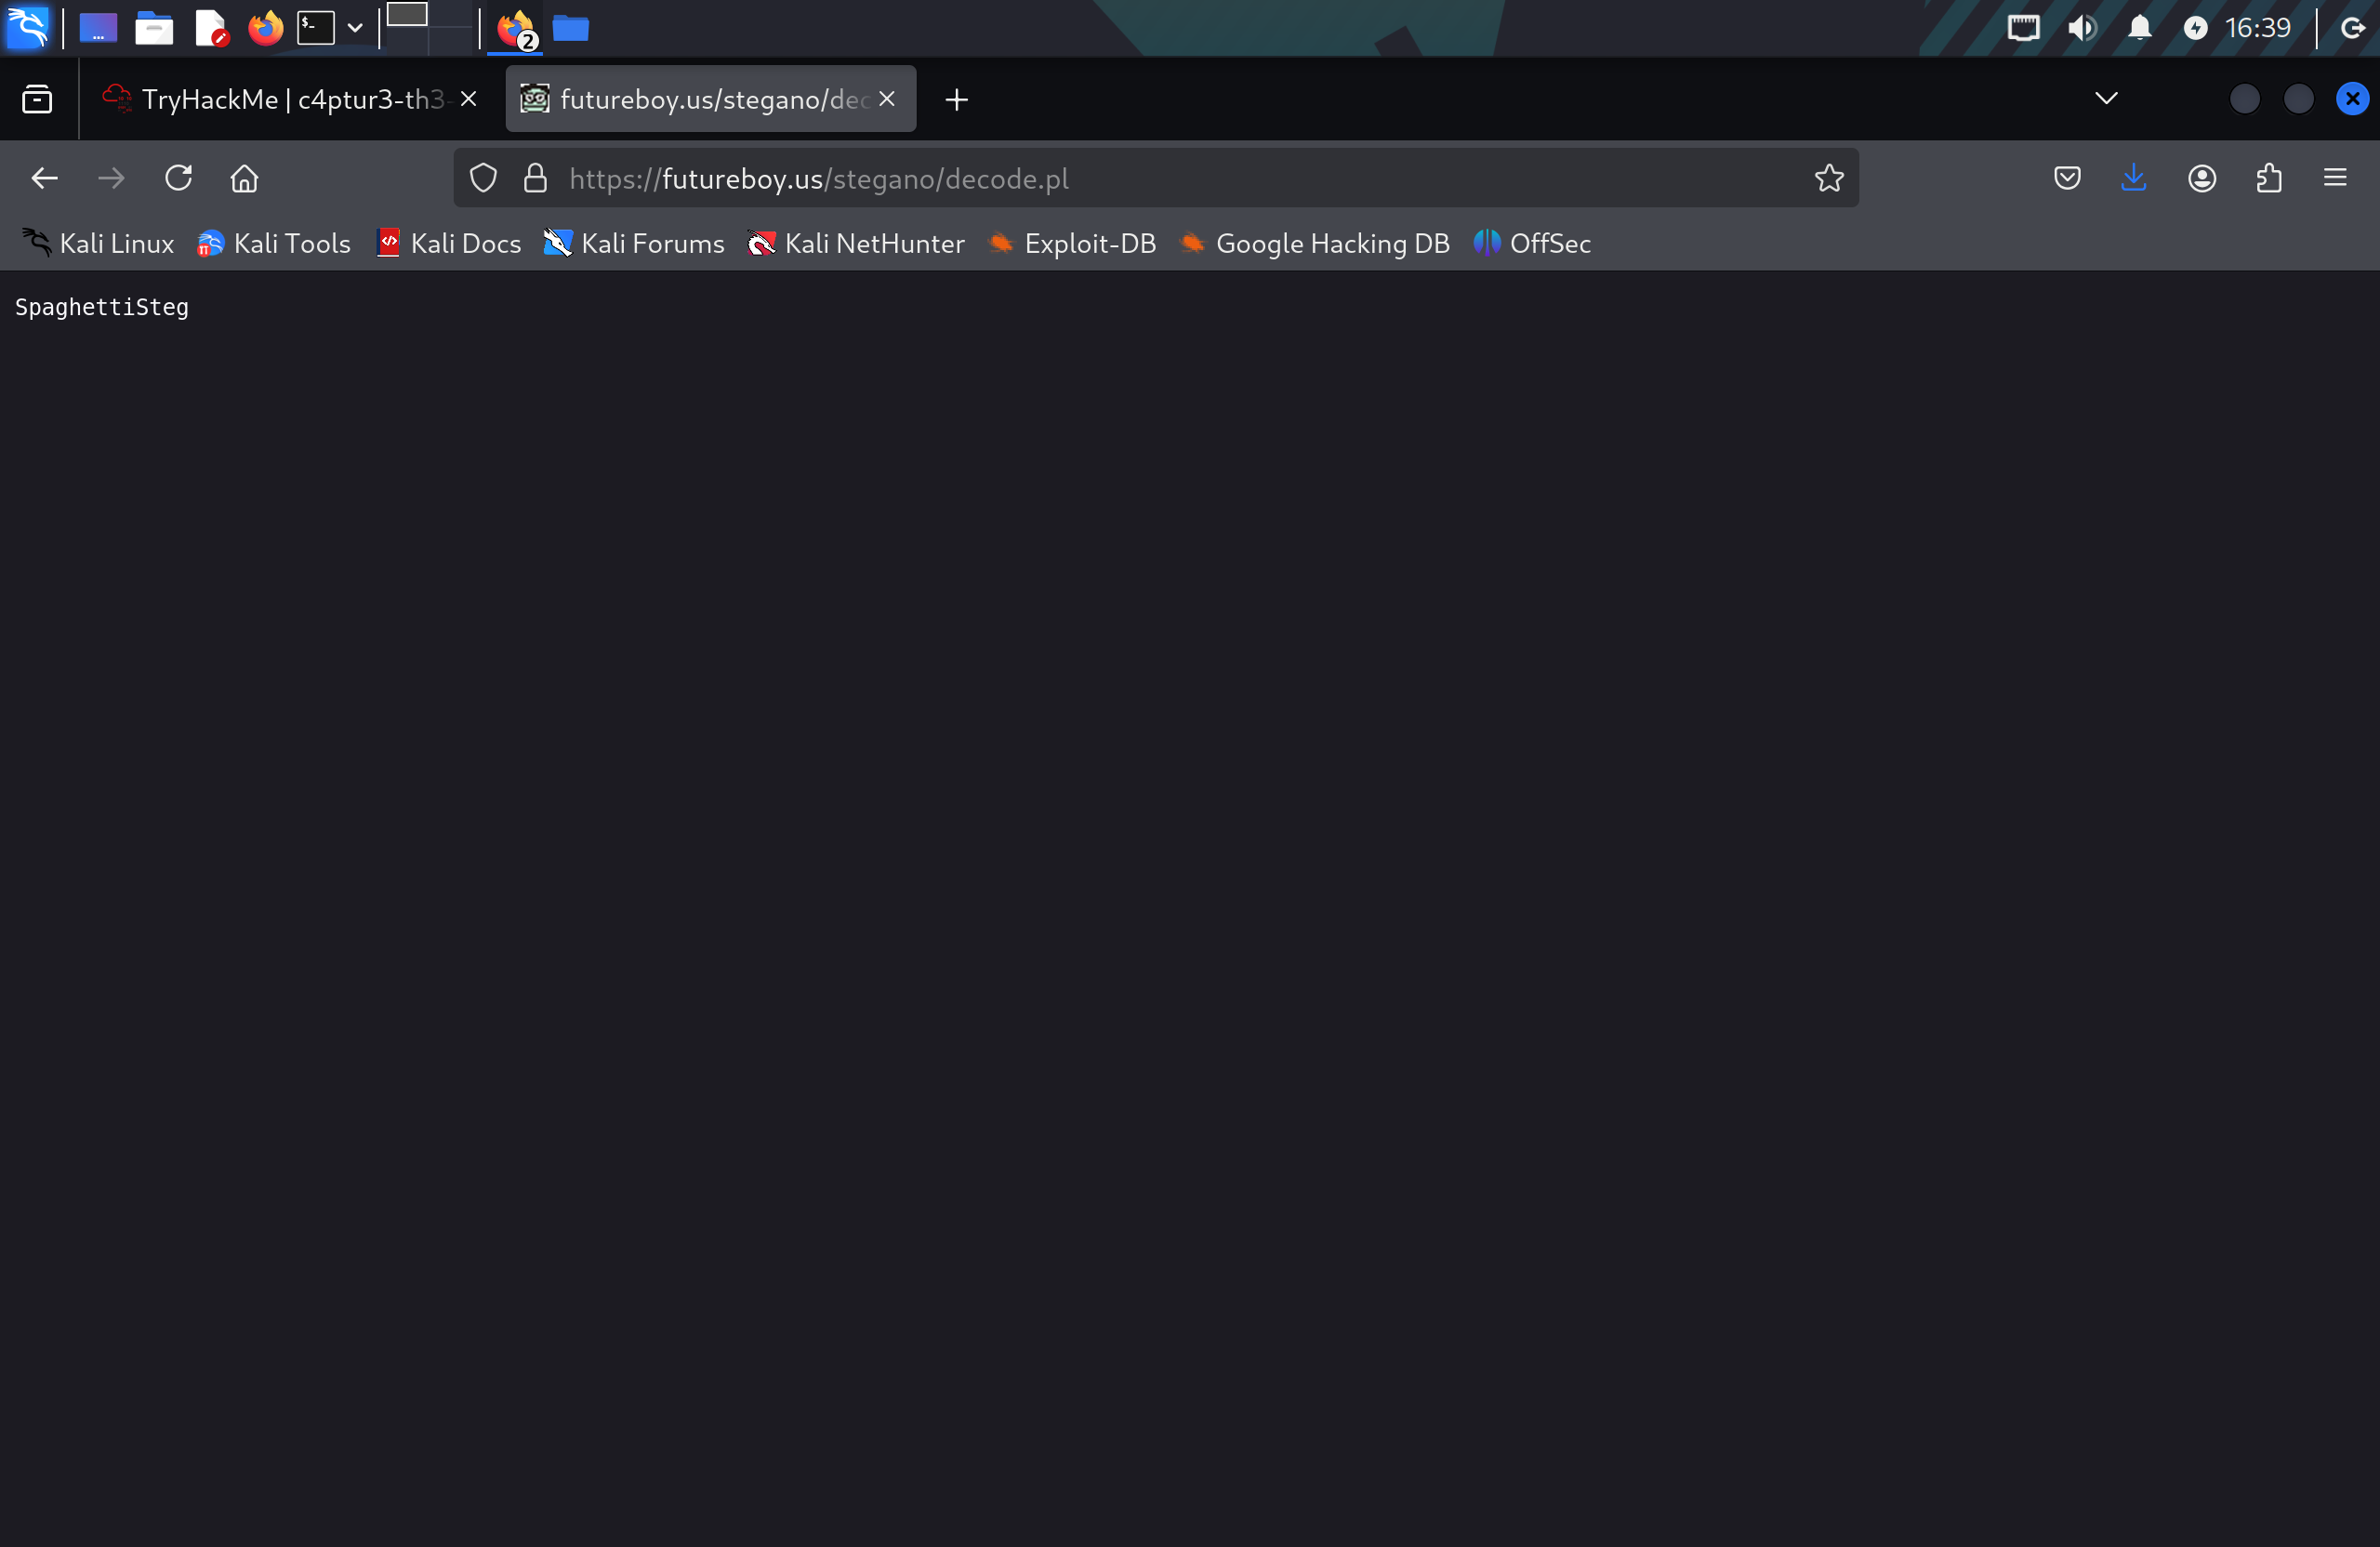 16:39
TryHackMe | c4ptur3-th3-
futureboy.us/stegano/dec
https://futureboy.us/stegano/decode.pl
Kali Linux Kali Tools Kali Docs Kali Forums Kali NetHunter Exploit-DB Google Hacking DB OffSec
SpaghettiSteg